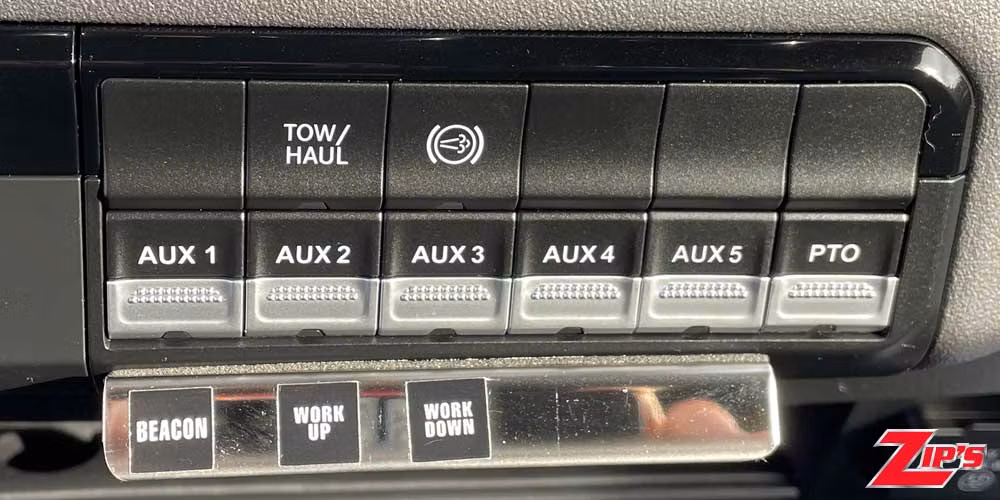 TOW/
HAUL
AUX 1
AUX 2
AUX 3
AUX 4
AUX 5
PTO
BEACON
WORK
UP
WORK
DOWN
ZIP'S